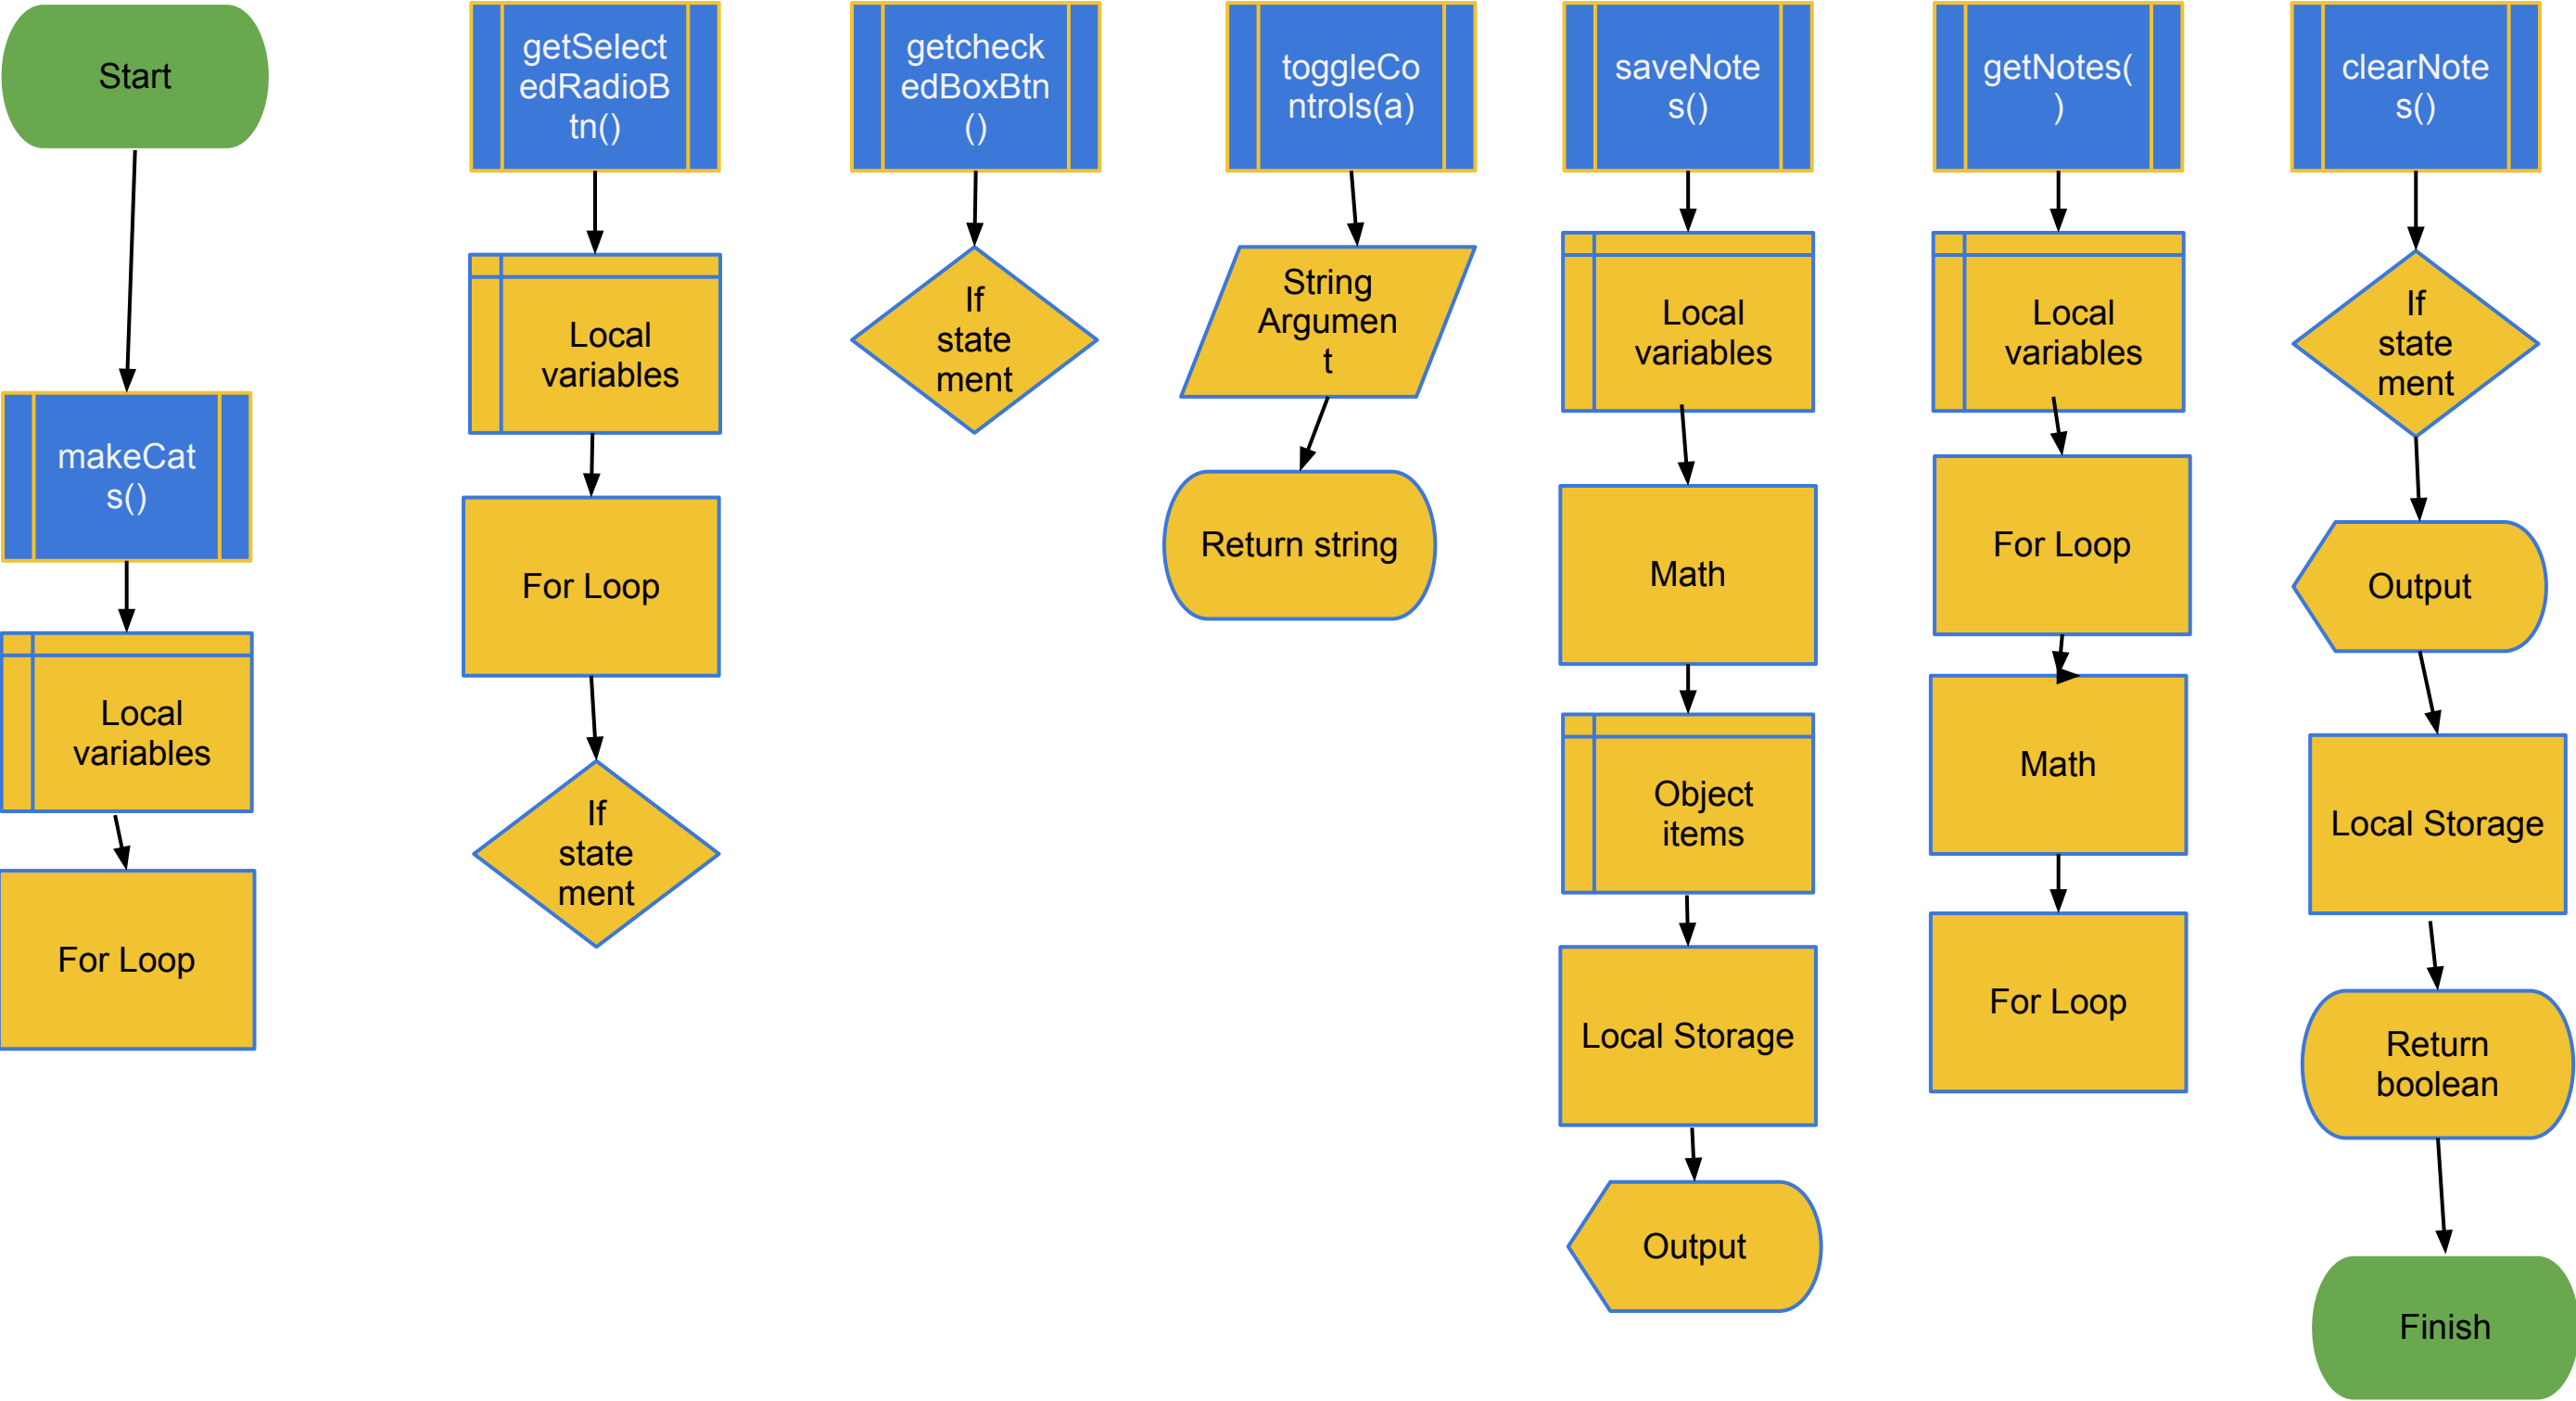 Start
makeCat
s()
Local
variables
For Loop
getSelect
edRadioB
tn()
Local
variables
For Loop
If
state
ment
getcheck
edBoxBtn
()
If
state
ment
toggleCo
ntrols(a)
String
Argumen
t
Return string
saveNote
s()
Local
variables
Math
Object
items
Local Storage
Output
getNotes(
)
Local
variables
For Loop
Math
For Loop
clearNote
s()
If
state
ment
Output
Local Storage
Return
boolean
Finish